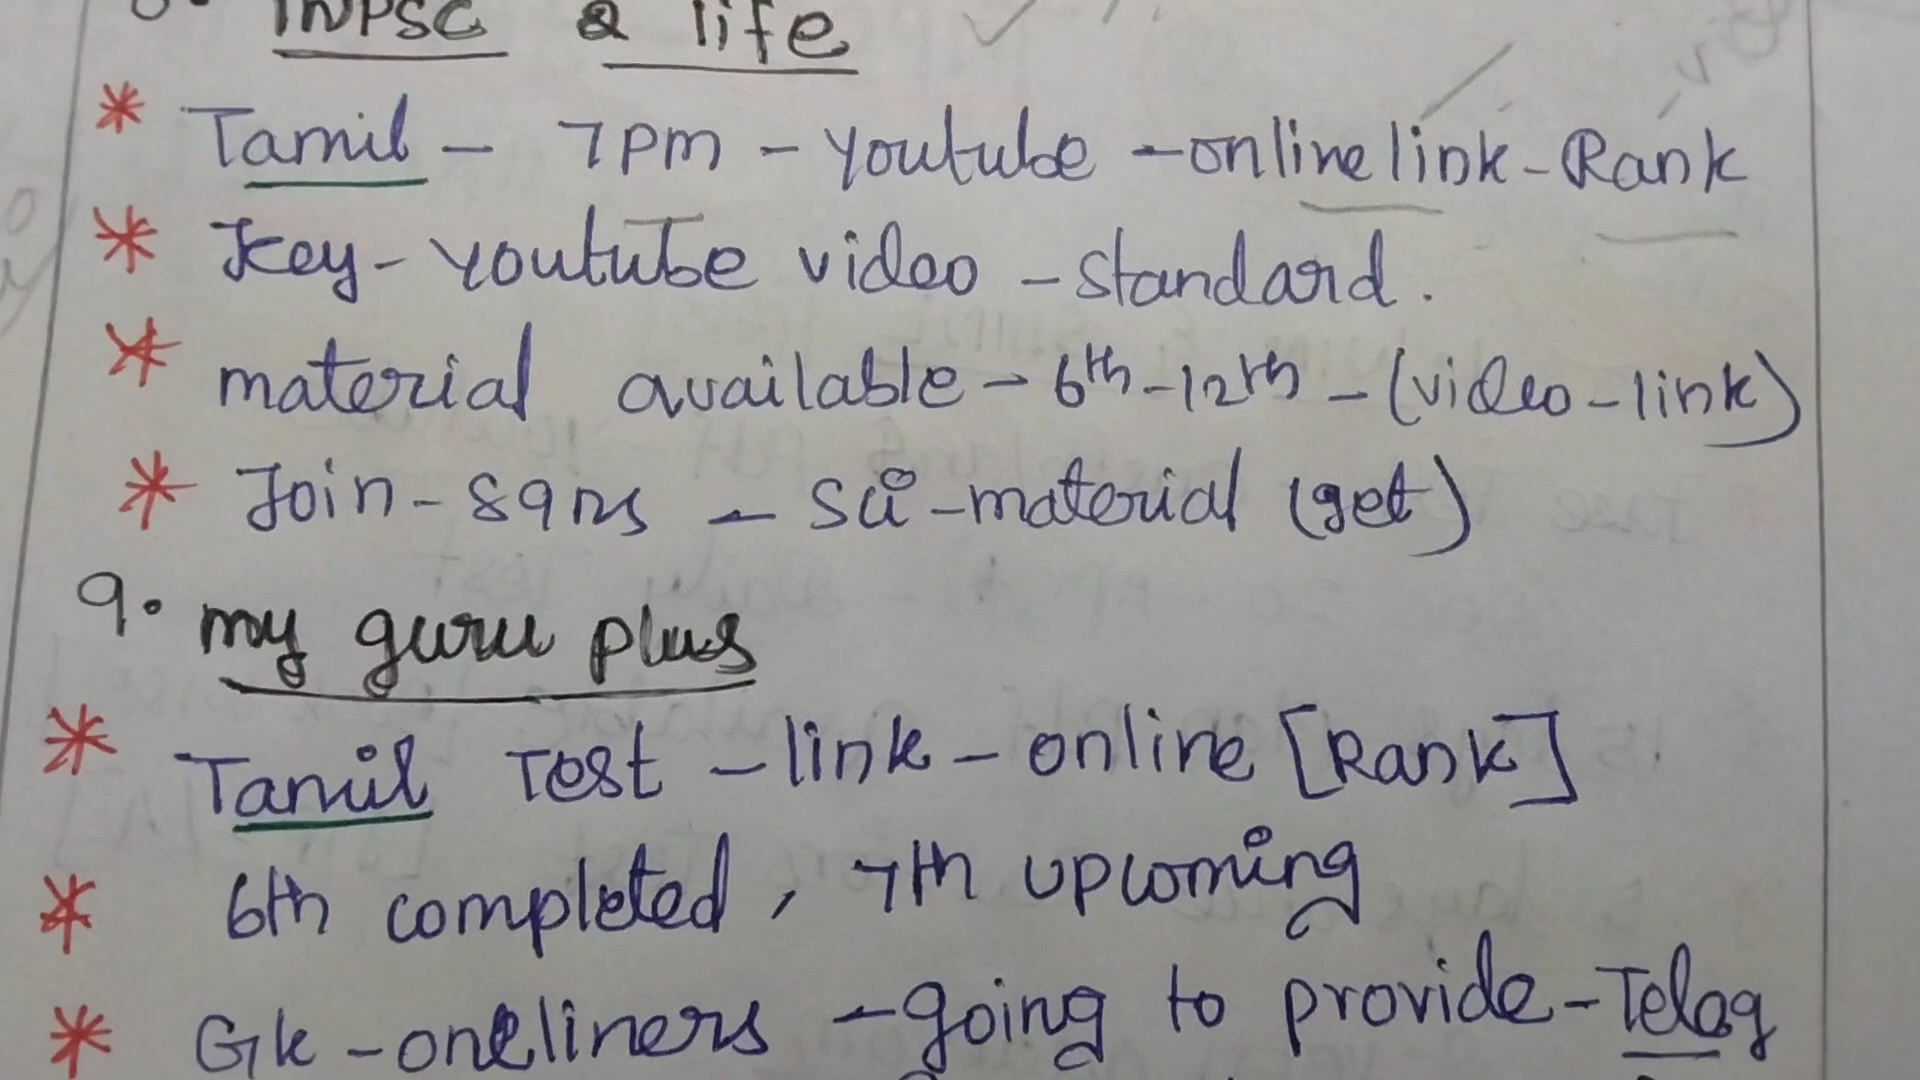 TNPSC 2 life
* Tamil - 7pm - youtube - online link - Rank
* Key - youtube video - standard.
* material available - 6th - 12th - (video - link)
* Join - 89rs - - material (get)
9. my guru plus
* Tamil Test - link - online [Rank]
* 6th completed, 7th upcoming
* Gk - oneliners - going to provide - Teleg